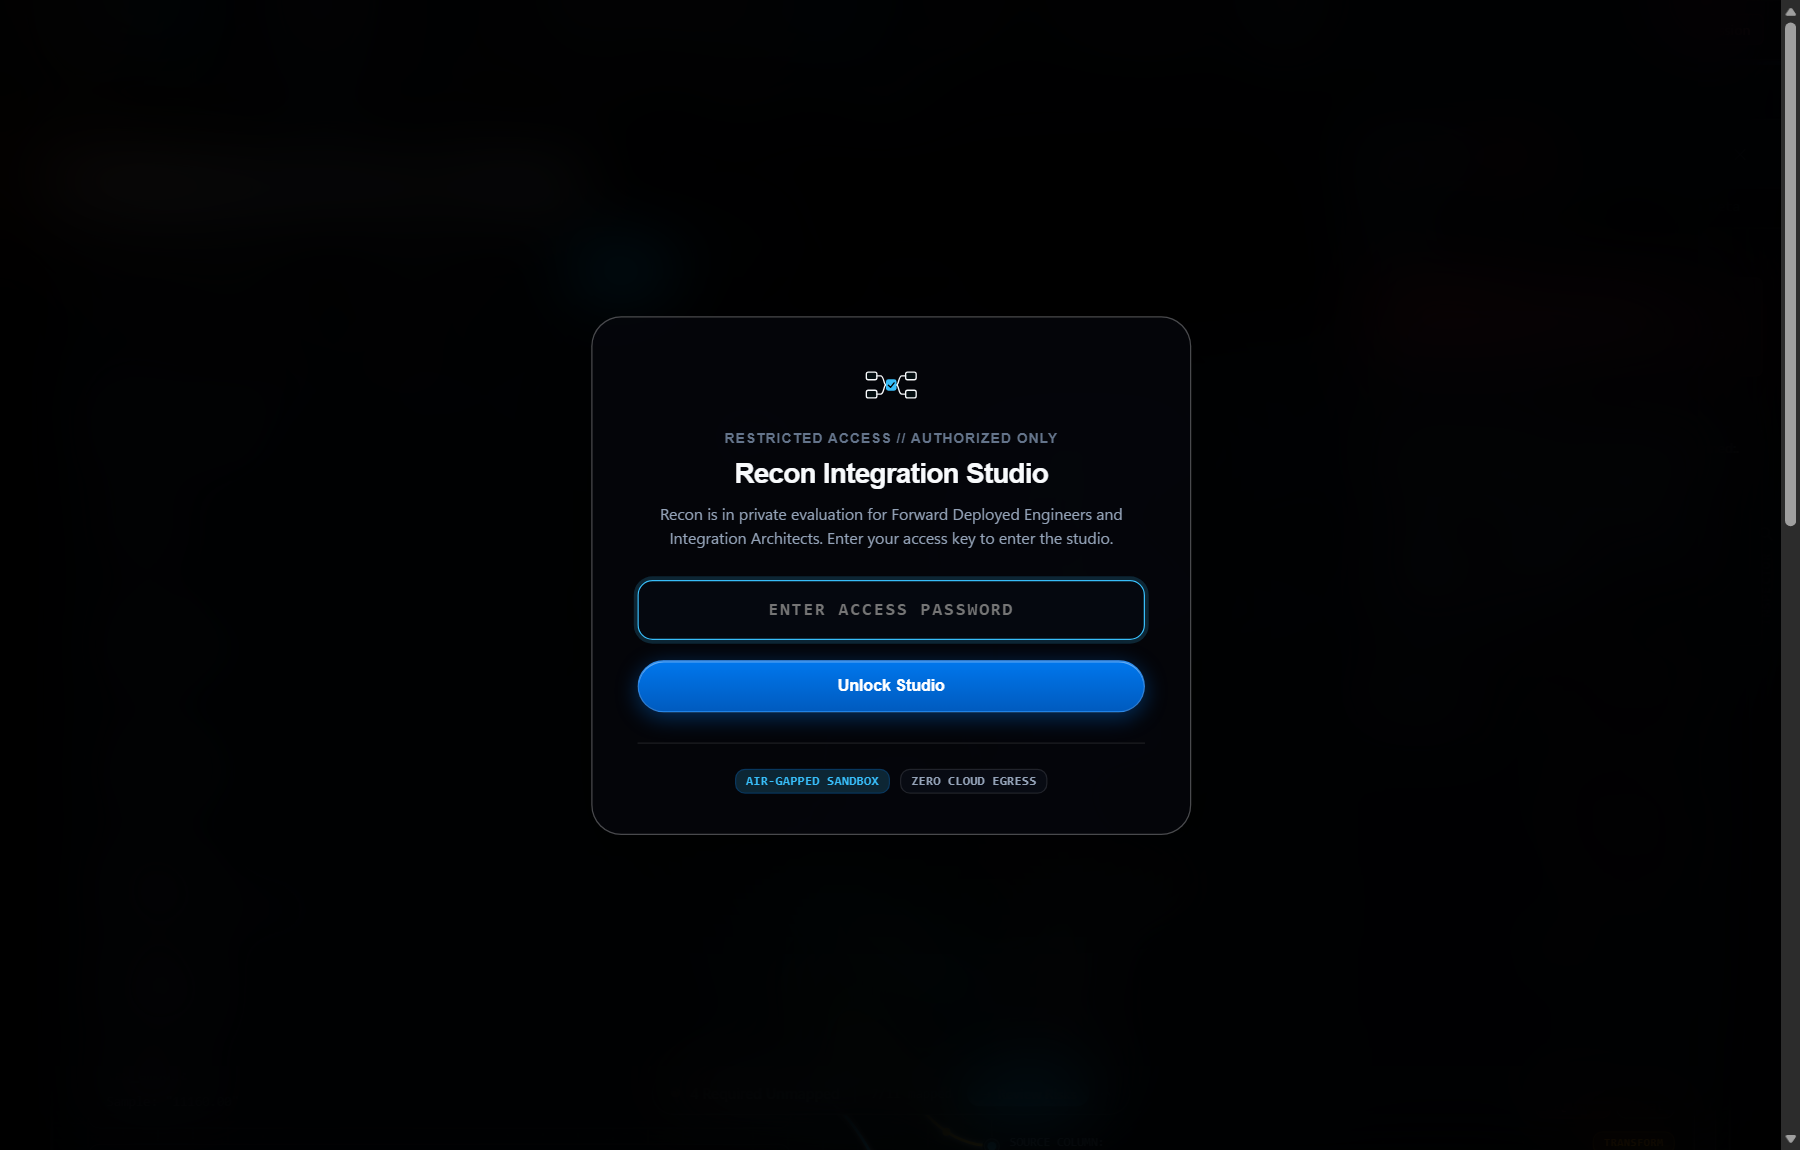 RESTRICTED ACCESS // AUTHORIZED ONLY
Recon Integration Studio
Recon is in private evaluation for Forward Deployed Engineers and
Integration Architects. Enter your access key to enter the studio.
ENTER ACCESS PASSWORD
Unlock Studio
AIR-GAPPED SANDBOX ZERO CLOUD EGRESS